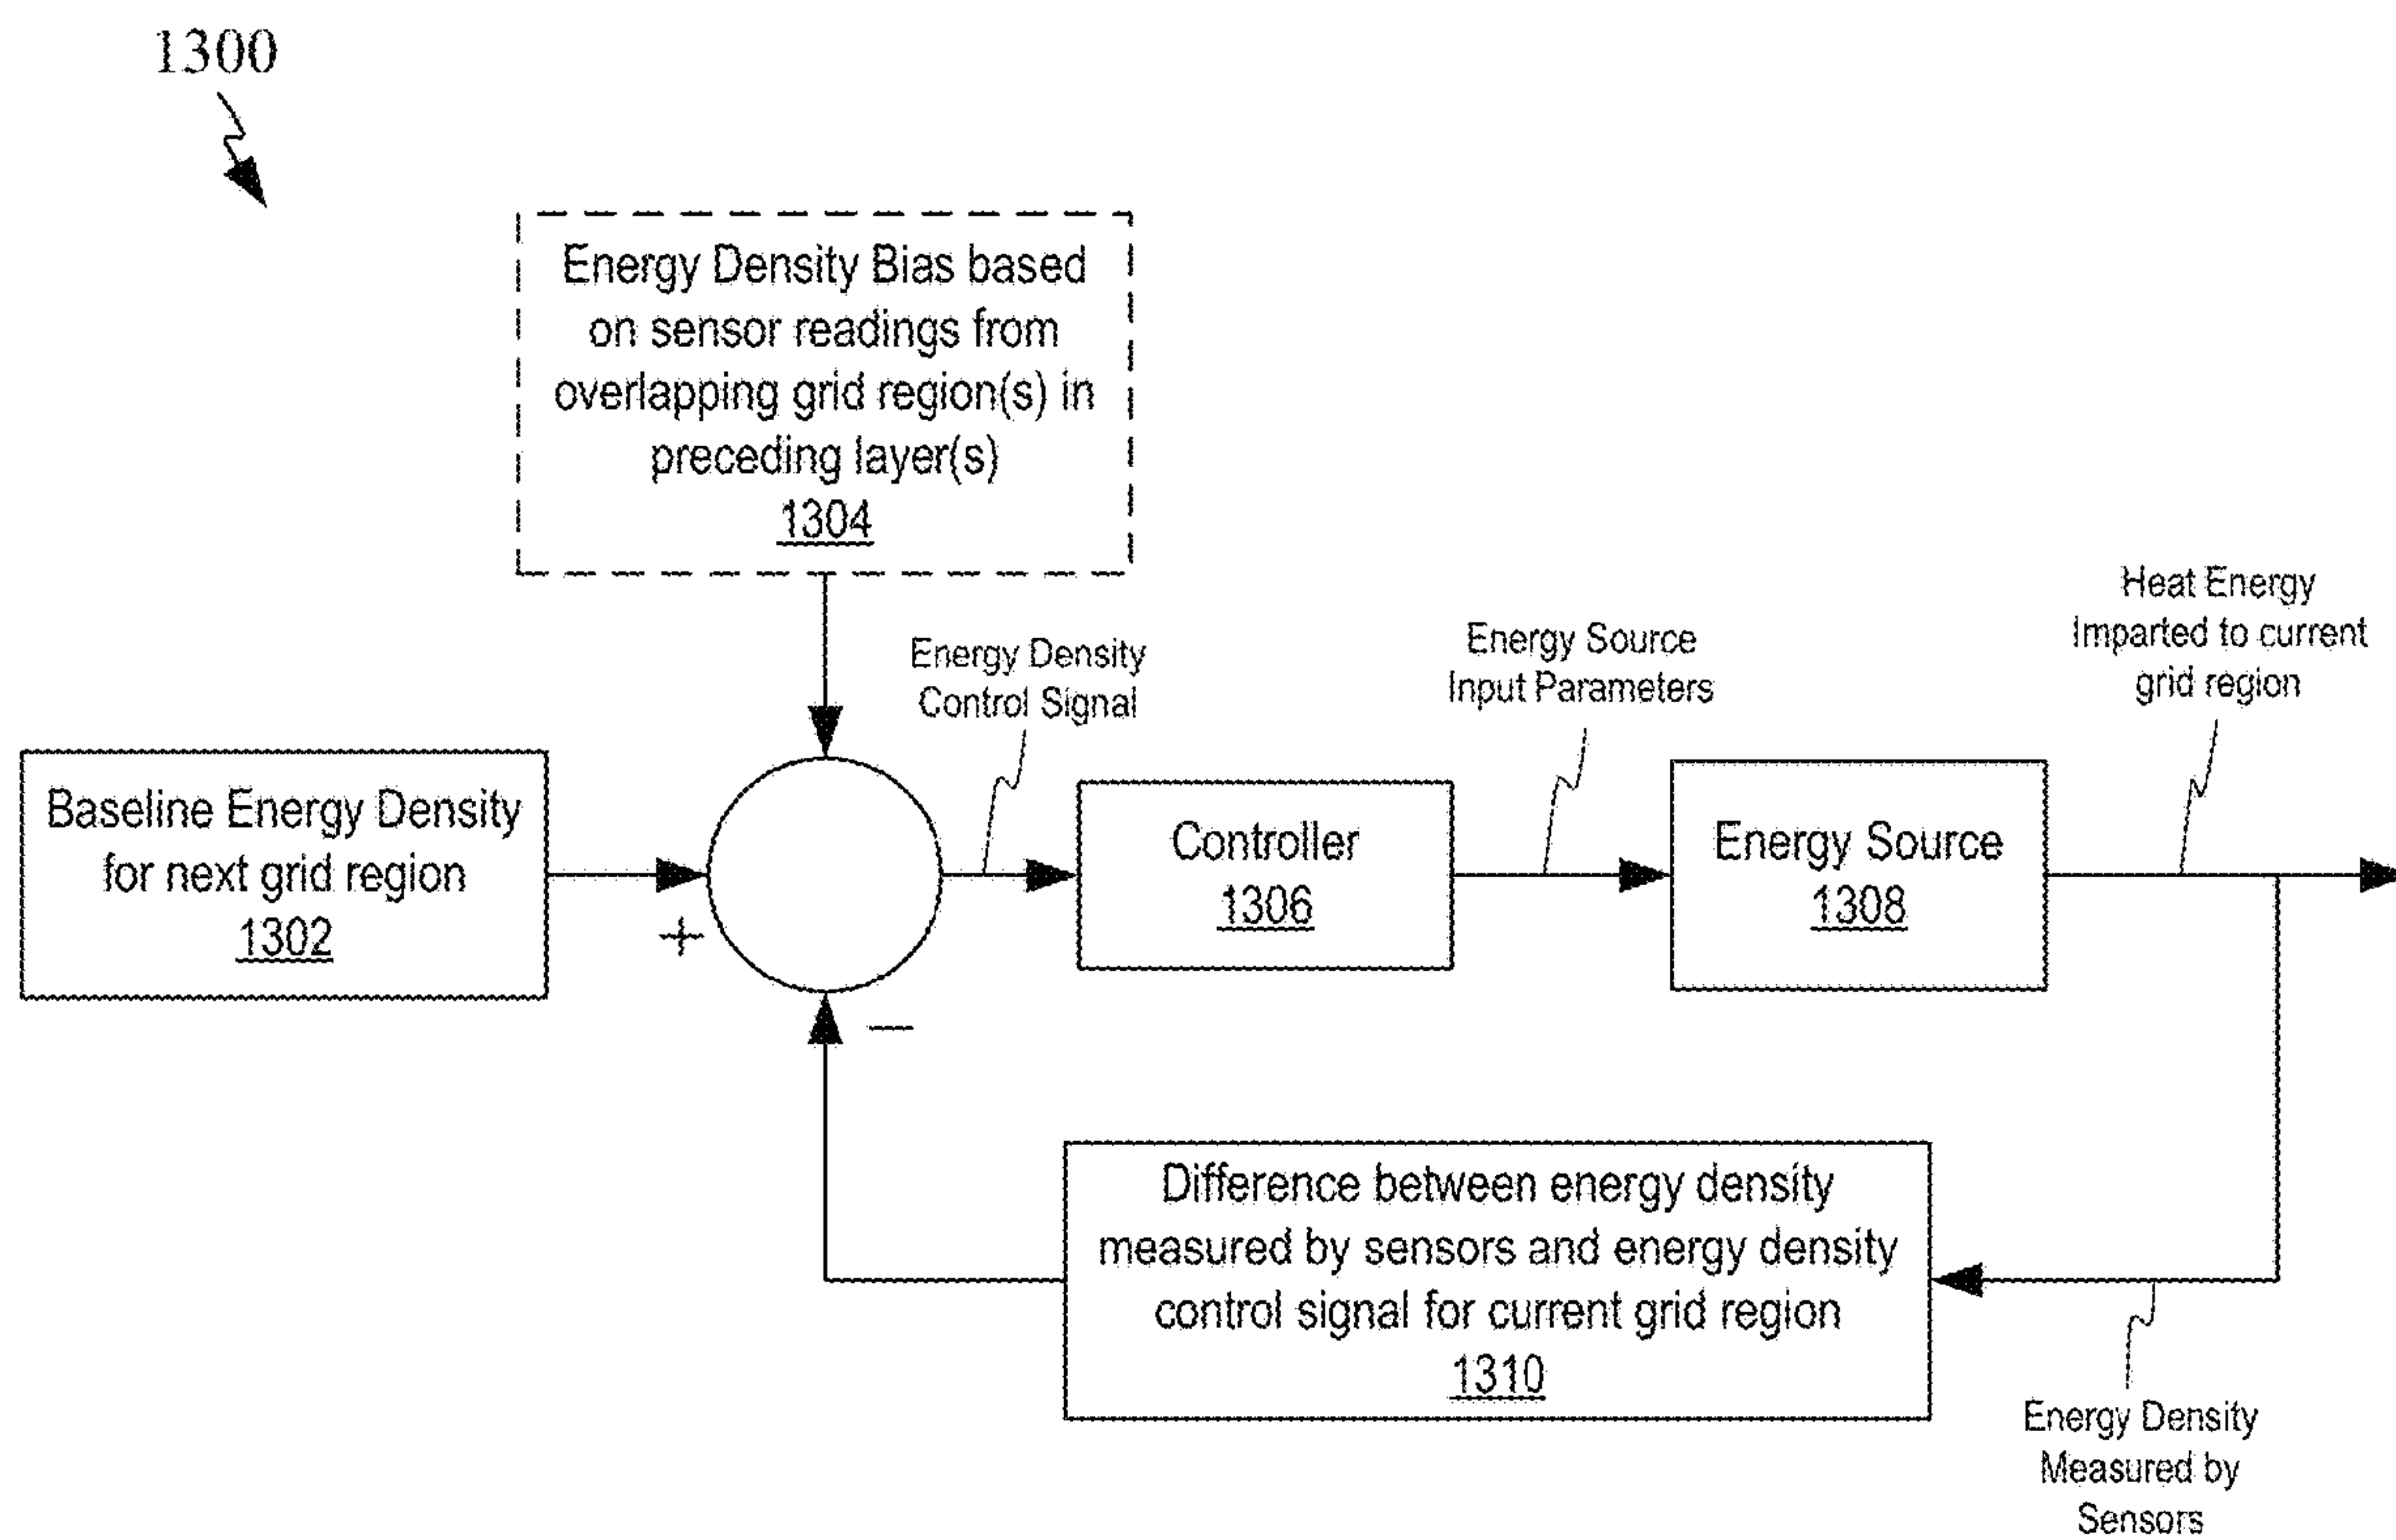 1300
Energy Density Bias based
on sensor readings from
overlapping grid region(s) in
preceding layer(s)
1304
Energy Density
Control Signal
Energy Source
Input Parameters
Heat Energy
Imparted to current
grid region
Baseline Energy Density
for next grid region
1302
+
−
Controller
1306
Energy Source
1308
Difference between energy density
measured by sensors and energy density
control signal for current grid region
1310
Energy Density
Measured by
Sensors